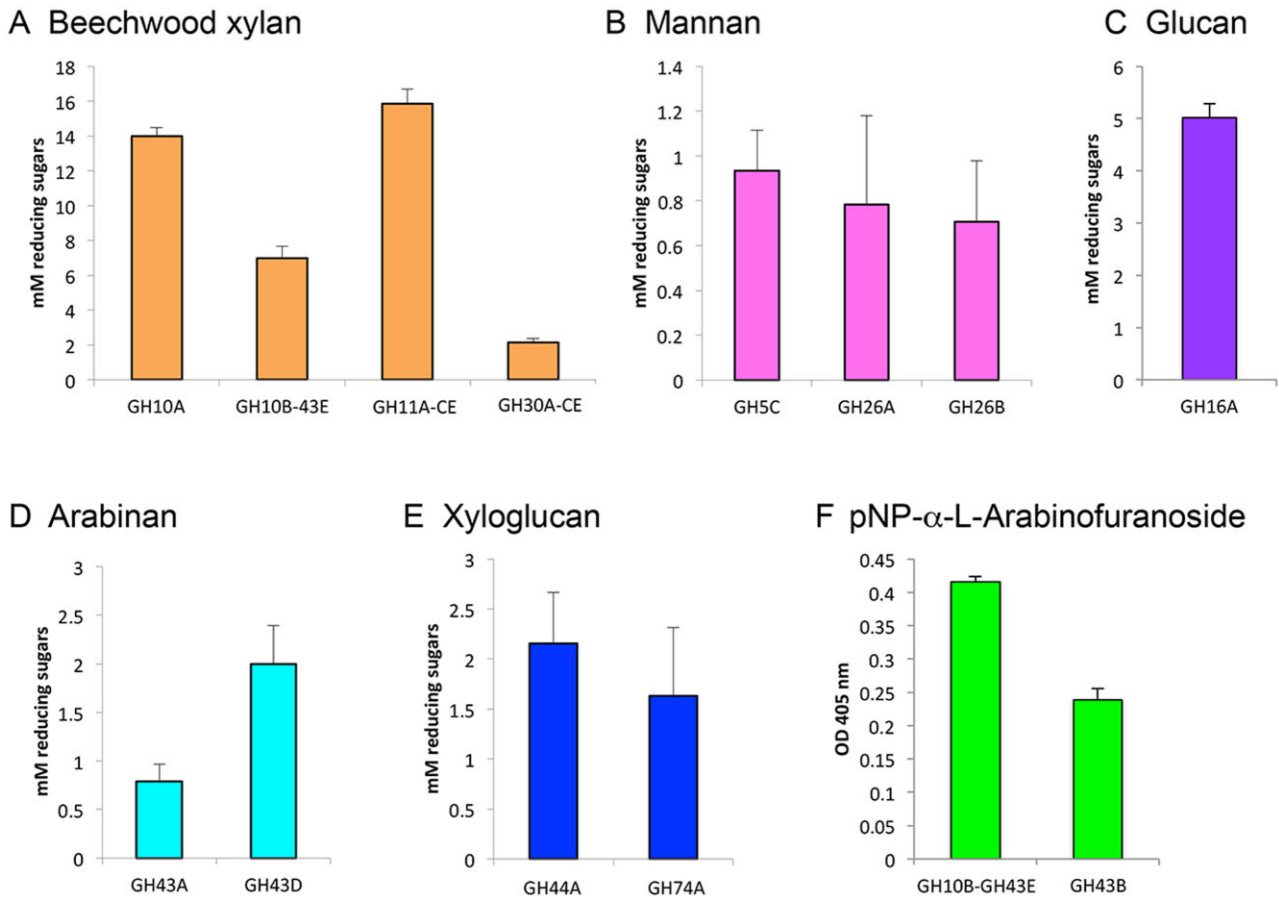 A Beechwood xylan
B Mannan
C Glucan
mM reducing sugars
18
16
14
12
10
8
6
4
2
0
GH10A GH10B-43E GH11A-CE GH30A-CE
mM reducing sugars
1.4
1.2
1
0.8
0.6
0.4
0.2
0
GH5C GH26A GH26B
mM reducing sugars
6
5
4
3
2
1
0
GH16A
D Arabinan
E Xyloglucan
F pNP-α-L-Arabinofuranoside
mM reducing sugars
3
2.5
2
1.5
1
0.5
0
GH43A GH43D
mM reducing sugars
3
2.5
2
1.5
1
0.5
0
GH44A GH74A
OD 405 nm
0.45
0.4
0.35
0.3
0.25
0.2
0.15
0.1
0.05
0
GH10B-GH43E GH43B